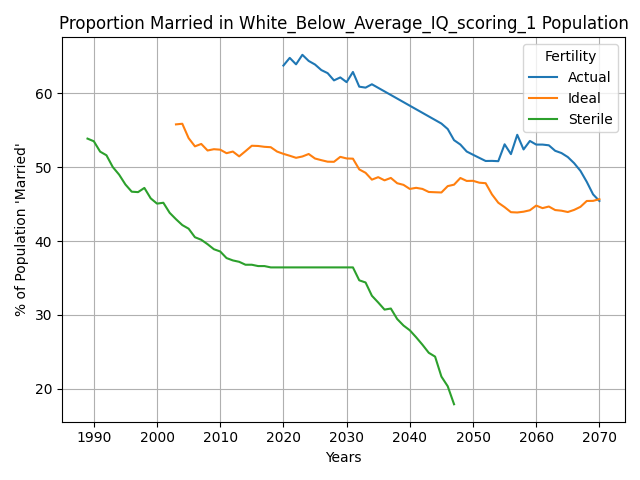 Proportion Married in White_Below_Average_IQ_scoring_1 Population
Fertility
Actual
Ideal
Sterile
% of Population 'Married'
60
50
40
30
20
1990 2000 2010 2020 2030 2040 2050 2060 2070
Years